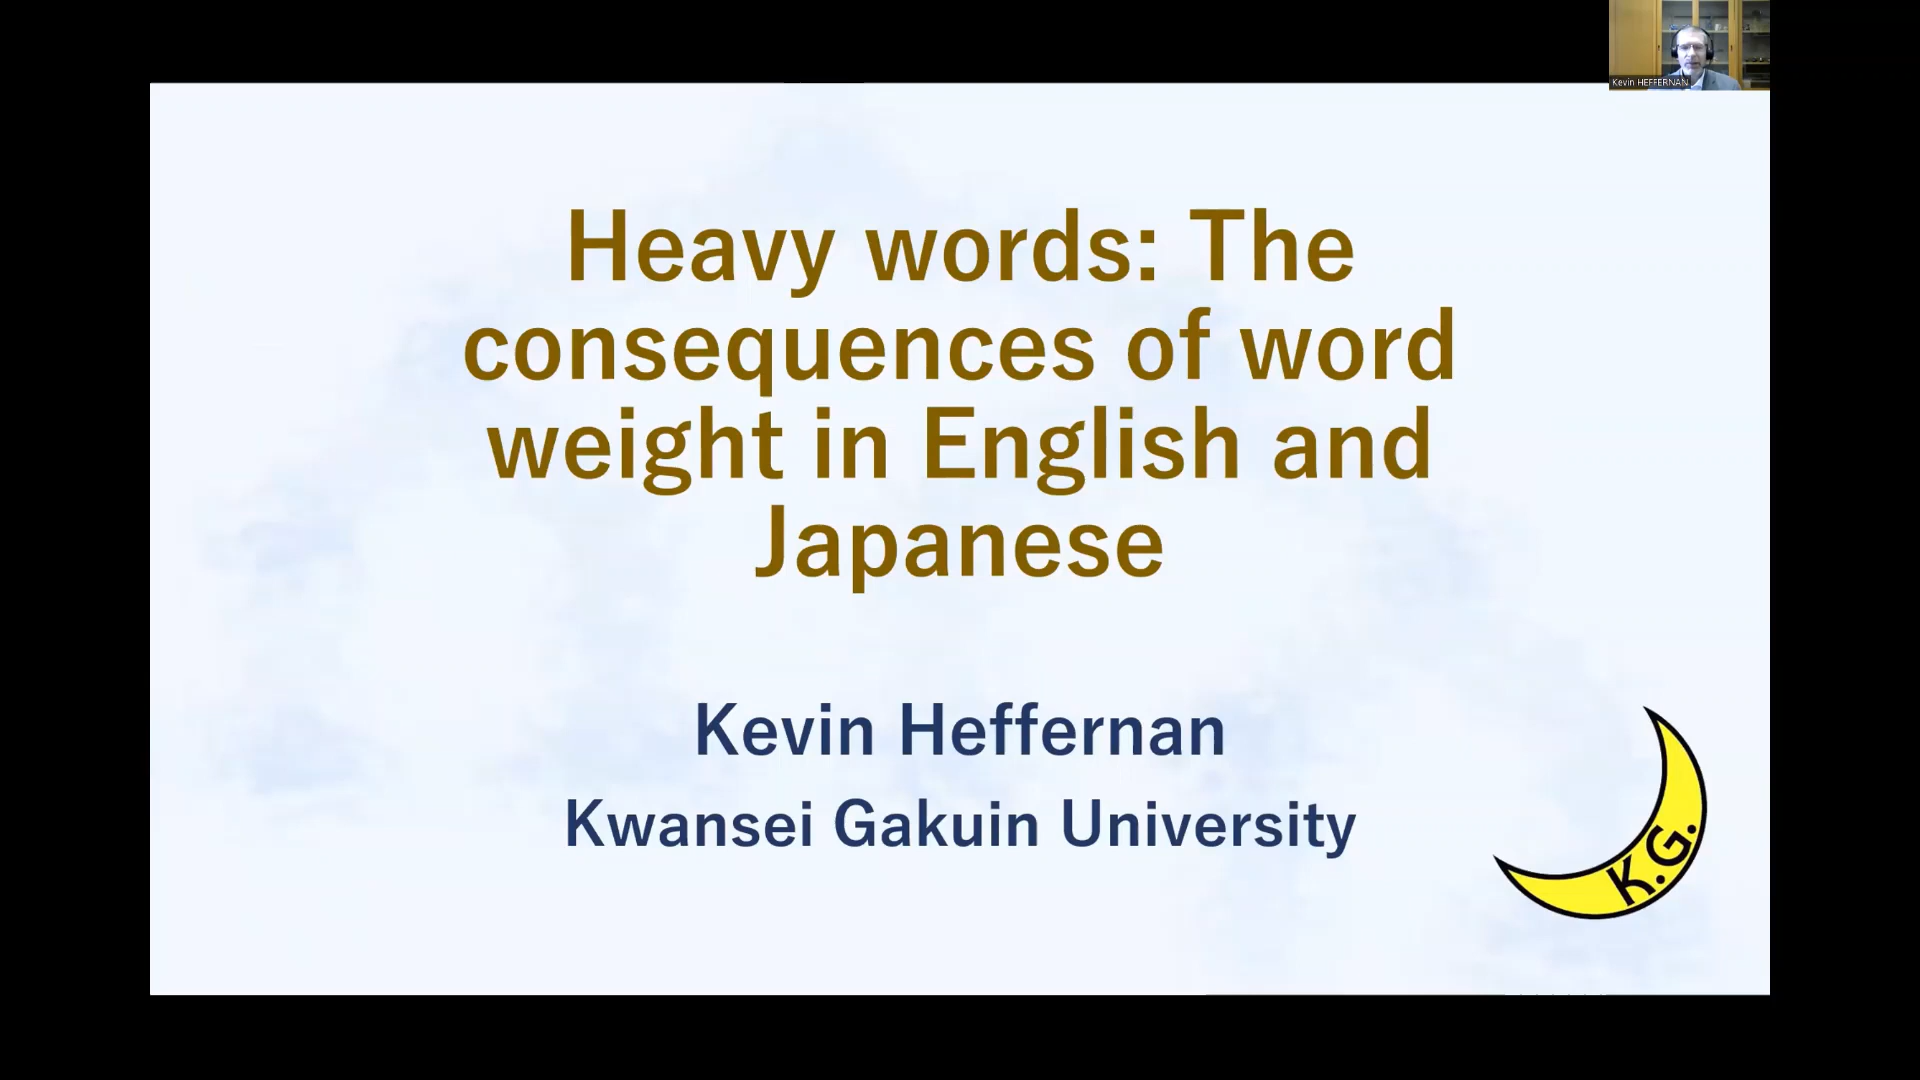 Kevin HEFFERNAN
Heavy words: The
consequences of word
weight in English and
Japanese
Kevin Heffernan
Kwansei Gakuin University
K.G.